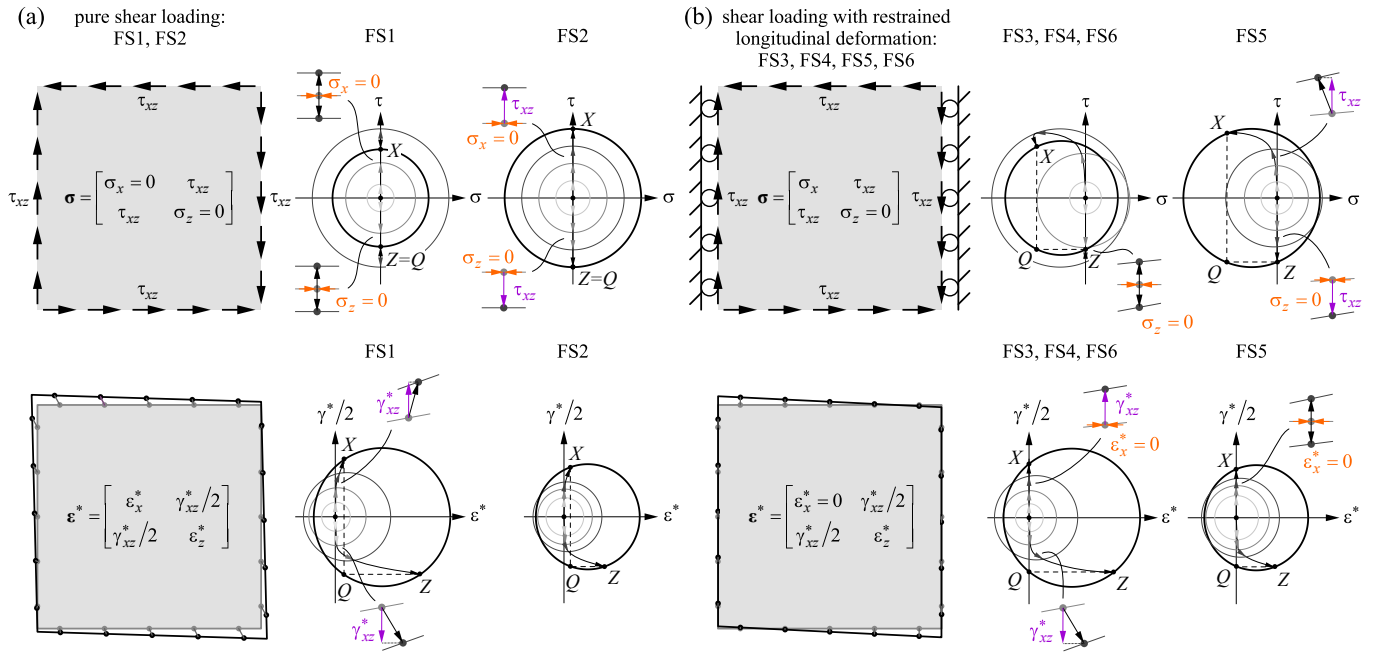 (a) pure shear loading:
FS1, FS2
τxz
τxz
σ = [σx = 0 τxz
τxz σz = 0]
τxz
τxz
FS1
σx = 0
τ
X
σ
Z=Q
σz = 0
FS2
τxz
σx = 0
τ
X
σ
σz = 0
τxz
Z=Q
(b) shear loading with restrained
longitudinal deformation:
FS3, FS4, FS5, FS6
τxz
τxz
σ = [σx τxz
τxz σz = 0]
τxz
τxz
FS3, FS4, FS6
τ
X
σ
Q
Z
σz = 0
FS5
τxz
τ
X
σ
Q
Z
σz = 0
τxz
ε* = [ε*x γ*xz/2
γ*xz/2 ε*z]
FS1
γ*/2
γ*xz
X
ε*
Q
Z
γ*xz
FS2
γ*/2
X
ε*
Q
Z
ε* = [ε*x = 0 γ*xz/2
γ*xz/2 ε*z]
FS3, FS4, FS6
γ*/2
γ*xz
ε*x = 0
X
ε*
Q
Z
γ*xz
FS5
γ*/2
ε*x = 0
X
ε*
Q
Z